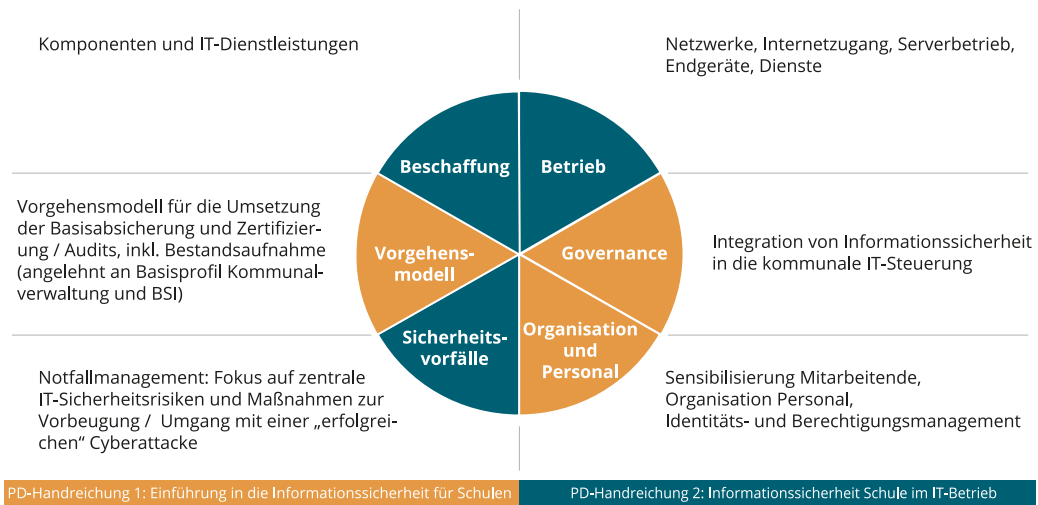 Komponenten und IT-Dienstleistungen
Netzwerke, Internetzugang, Serverbetrieb,
Endgeräte, Dienste
Beschaffung
Betrieb
Vorgehensmodell für die Umsetzung
der Basisabsicherung und Zertifizier-
ung / Audits, inkl. Bestandsaufnahme
(angelehnt an Basisprofil Kommunal-
verwaltung und BSI)
Vorgehens-
modell
Governance
Integration von Informationssicherheit
in die kommunale IT-Steuerung
Sicherheits-
vorfälle
Organisation
und
Personal
Notfallmanagement: Fokus auf zentrale
IT-Sicherheitsrisiken und Maßnahmen zur
Vorbeugung / Umgang mit einer „erfolgrei-
chen“ Cyberattacke
Sensibilisierung Mitarbeitende,
Organisation Personal,
Identitäts- und Berechtigungsmanagement
PD-Handreichung 1: Einführung in die Informationssicherheit für Schulen
PD-Handreichung 2: Informationssicherheit Schule im IT-Betrieb